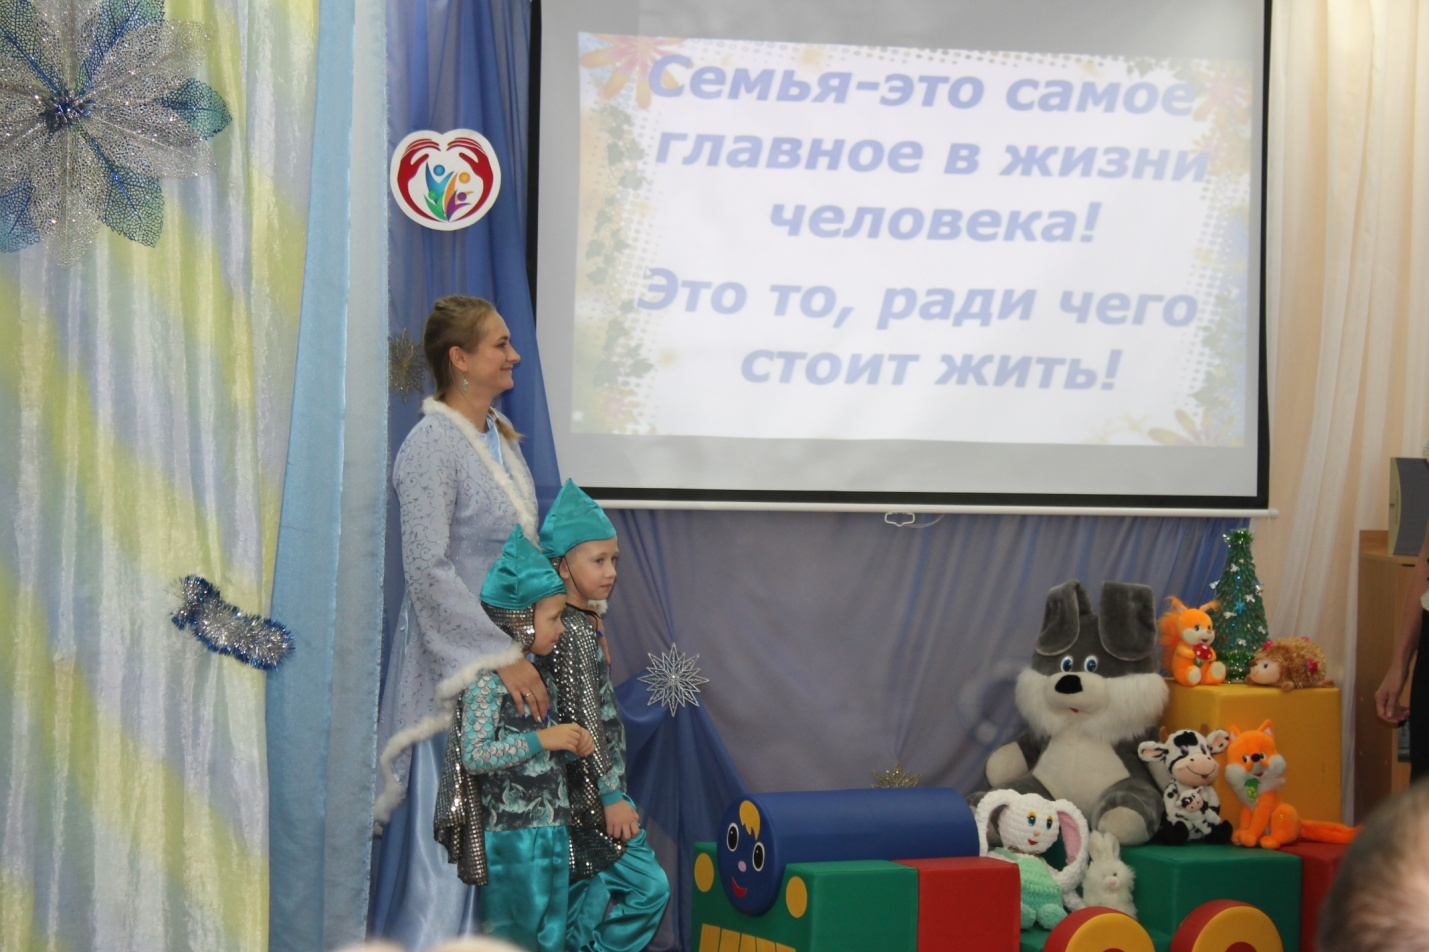 Семья-это самое
главное в жизни
человека!
Это то, ради чего
стоит жить!